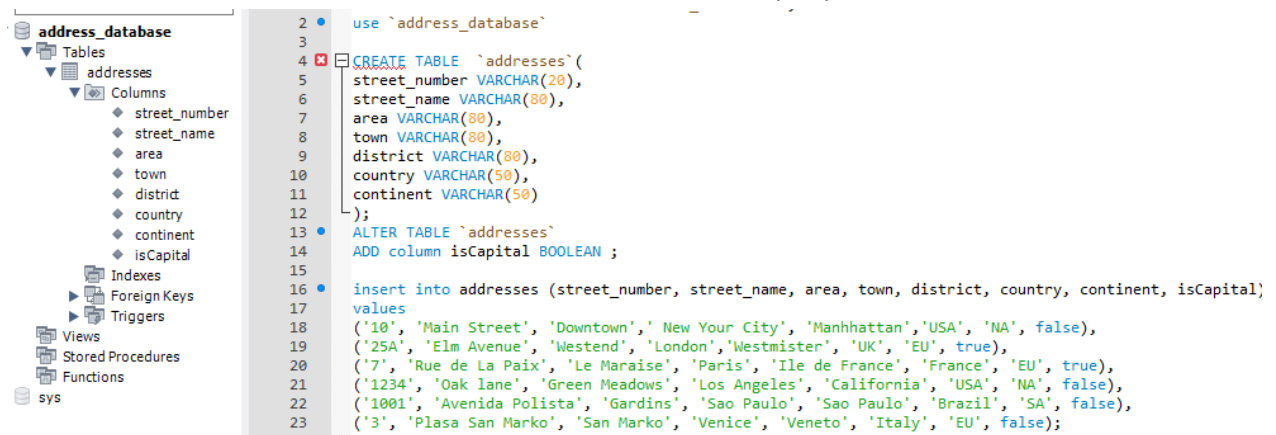 address_database
Tables
addresses
Columns
street_number
street_name
area
town
district
country
continent
isCapital
Indexes
Foreign Keys
Triggers
Views
Stored Procedures
Functions
sys
2 use `address_database`
3
4 CREATE TABLE  `addresses`(
5 street_number VARCHAR(20),
6 street_name VARCHAR(80),
7 area VARCHAR(80),
8 town VARCHAR(80),
9 district VARCHAR(80),
10 country VARCHAR(50),
11 continent VARCHAR(50)
12 );
13 ALTER TABLE `addresses`
14 ADD column isCapital BOOLEAN ;
15
16 insert into addresses (street_number, street_name, area, town, district, country, continent, isCapital)
17 values
18 ('10', 'Main Street', 'Downtown',' New Your City', 'Manhhattan','USA', 'NA', false),
19 ('25A', 'Elm Avenue', 'Westend', 'London','Westmister', 'UK', 'EU', true),
20 ('7', 'Rue de La Paix', 'Le Maraise', 'Paris', 'Ile de France', 'France', 'EU', true),
21 ('1234', 'Oak lane', 'Green Meadows', 'Los Angeles', 'California', 'USA', 'NA', false),
22 ('1001', 'Avenida Polista', 'Gardins', 'Sao Paulo', 'Sao Paulo', 'Brazil', 'SA', false),
23 ('3', 'Plasa San Marko', 'San Marko', 'Venice', 'Veneto', 'Italy', 'EU', false);